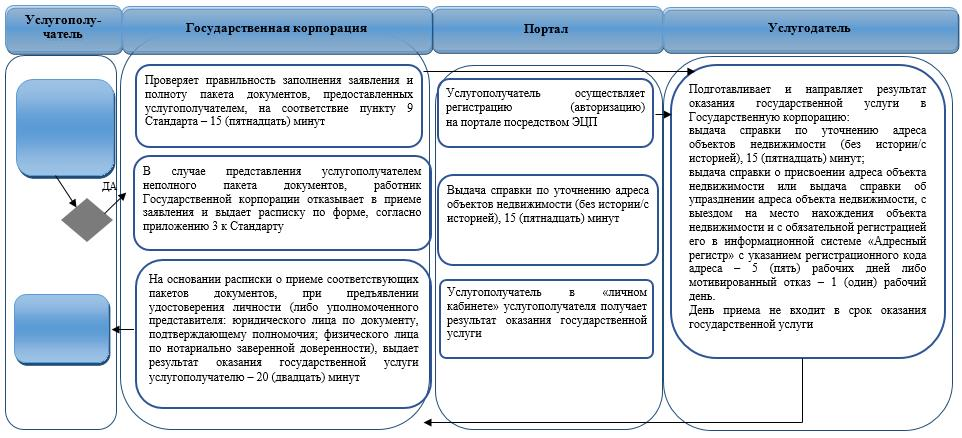 Услугополу-
чатель
Государственная корпорация
Портал
Услугодатель
ДА
Проверяет правильность заполнения заявления и
полноту пакета документов, предоставленных
услугополучателем, на соответствие пункту 9
Стандарта – 15 (пятнадцать) минут
В случае представления услугополучателем
неполного пакета документов, работник
Государственной корпорации отказывает в приеме
заявления и выдает расписку по форме, согласно
приложению 3 к Стандарту
На основании расписки о приеме соответствующих
пакетов документов, при предъявлении
удостоверения личности (либо уполномоченного
представителя: юридического лица по документу,
подтверждающему полномочия; физического лица
по нотариально заверенной доверенности), выдает
результат оказания государственной услуги
услугополучателю – 20 (двадцать) минут
Услугополучатель осуществляет
регистрацию (авторизацию)
на портале посредством ЭЦП
Выдача справки по уточнению адреса
объектов недвижимости (без истории/с
историей), 15 (пятнадцать) минут
Услугополучатель в «личном
кабинете» услугополучателя получает
результат оказания государственной
услуги
Подготавливает и направляет результат
оказания государственной услуги в
Государственную корпорацию:
выдача справки по уточнению адреса
объектов недвижимости (без истории/с
историей), 15 (пятнадцать) минут;
выдача справки о присвоении адреса объекта
недвижимости или выдача справки об
упразднении адреса объекта недвижимости, с
выездом на место нахождения объекта
недвижимости и с обязательной регистрацией
его в информационной системе «Адресный
регистр» с указанием регистрационного кода
адреса – 5 (пять) рабочих дней либо
мотивированный отказ – 1 (один) рабочий
день.
День приема не входит в срок оказания
государственной услуги